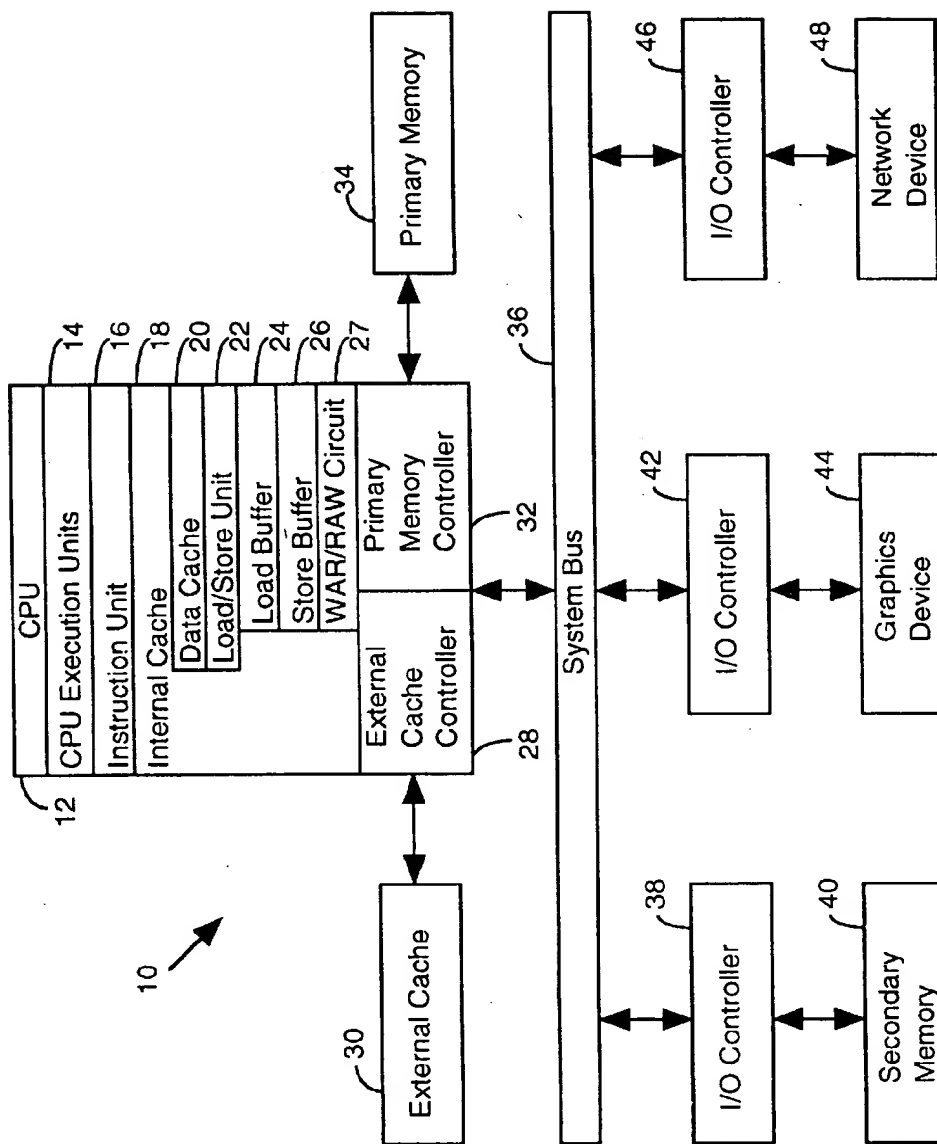 10
12
CPU
14
CPU Execution Units
16
Instruction Unit
18
Internal Cache
20
Data Cache
22
Load/Store Unit
24
Load Buffer
26
Store Buffer
27
WAR/RAW Circuit
External
Cache
Controller
28
Primary
Memory
Controller
32
30
External Cache
34
Primary Memory
36
System Bus
38
I/O Controller
40
Secondary
Memory
42
I/O Controller
44
Graphics
Device
46
I/O Controller
48
Network
Device